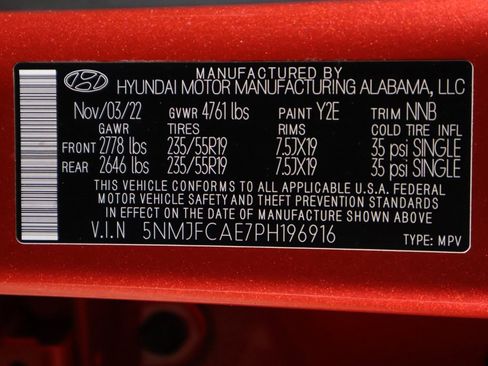 MANUFACTURED BY
HYUNDAI MOTOR MANUFACTURING ALABAMA, LLC
Nov/03/22 GVWR 4761 lbs PAINT Y2E TRIM NNB
GAWR TIRES RIMS COLD TIRE INFL
FRONT 2778 lbs 235/55R19 7.5JX19 35 psi SINGLE
REAR 2646 lbs 235/55R19 7.5JX19 35 psi SINGLE
THIS VEHICLE CONFORMS TO ALL APPLICABLE U.S.A. FEDERAL
MOTOR VEHICLE SAFETY AND THEFT PREVENTION STANDARDS
IN EFFECT ON THE DATE OF MANUFACTURE SHOWN ABOVE
V.I.N 5NMJFCAE7PH196916 TYPE: MPV